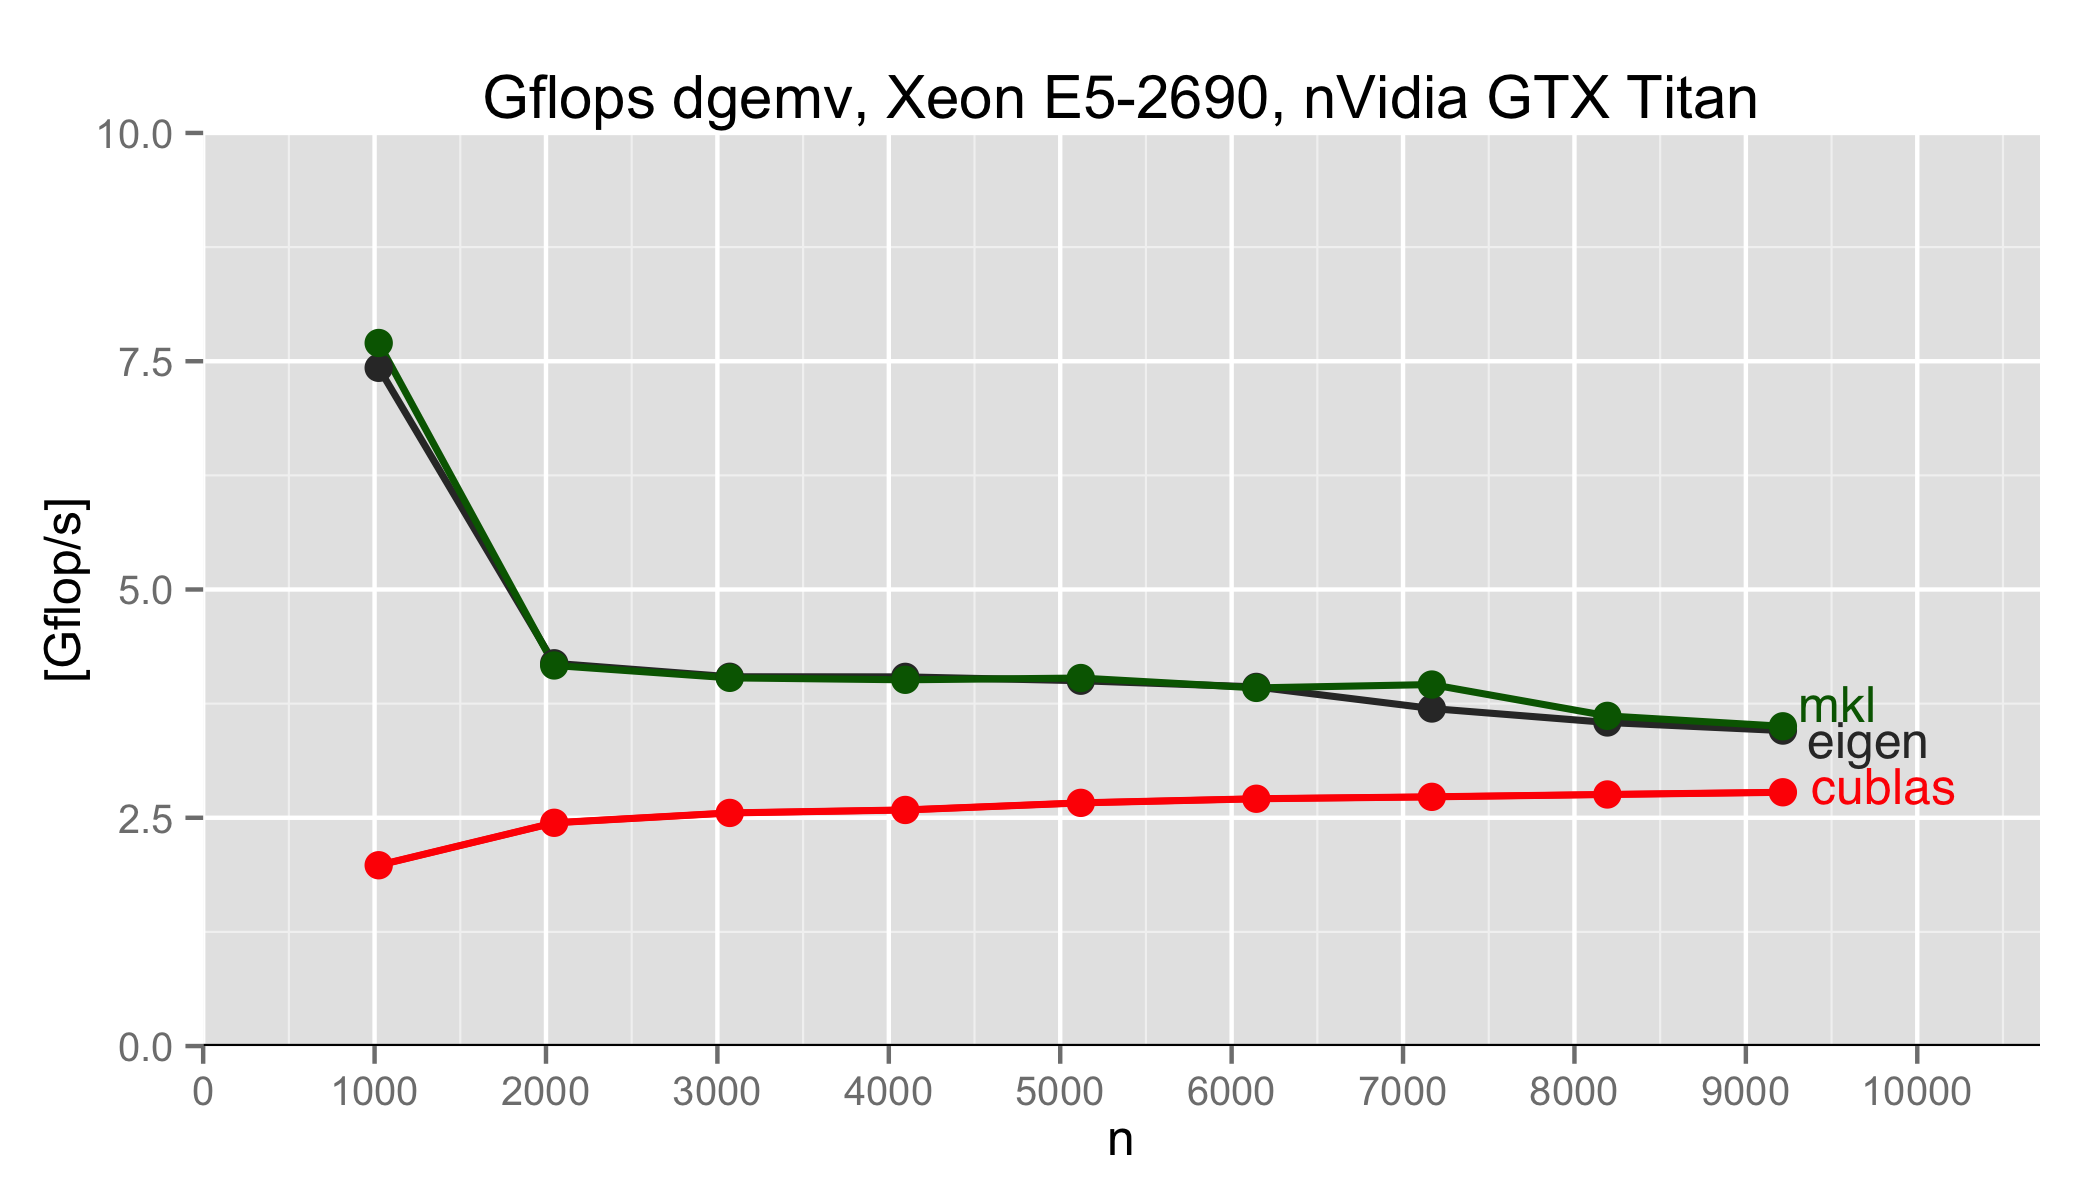 Gflops dgemv, Xeon E5-2690, nVidia GTX Titan
10.0
7.5
5.0
2.5
0.0
[Gflop/s]
mkl
eigen
cublas
0 1000 2000 3000 4000 5000 6000 7000 8000 9000 10000
n